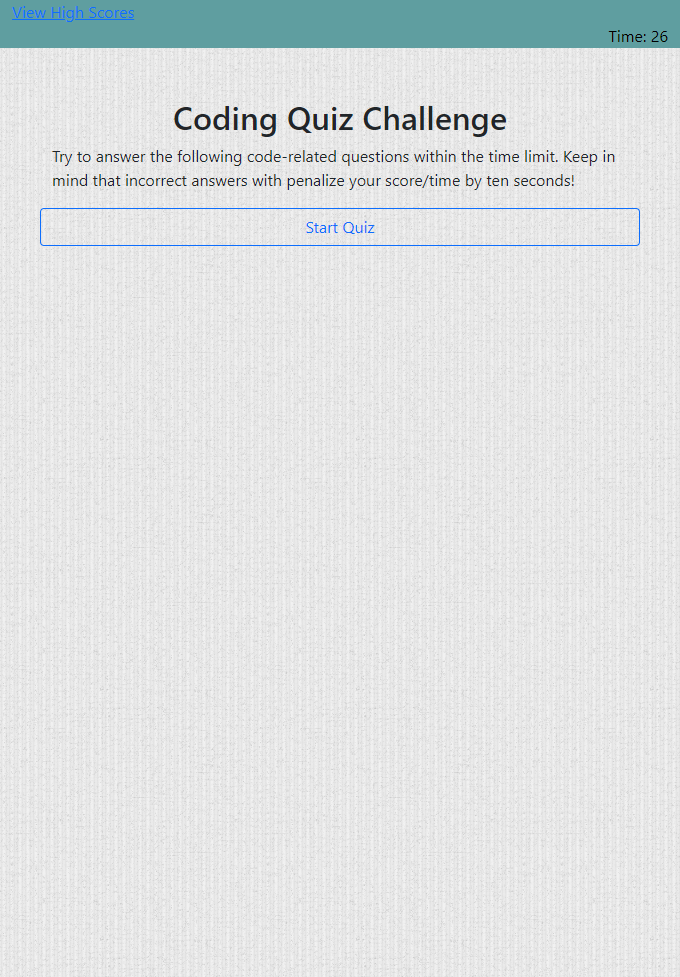 View High Scores
Time: 26
Coding Quiz Challenge
Try to answer the following code-related questions within the time limit. Keep in
mind that incorrect answers with penalize your score/time by ten seconds!
Start Quiz